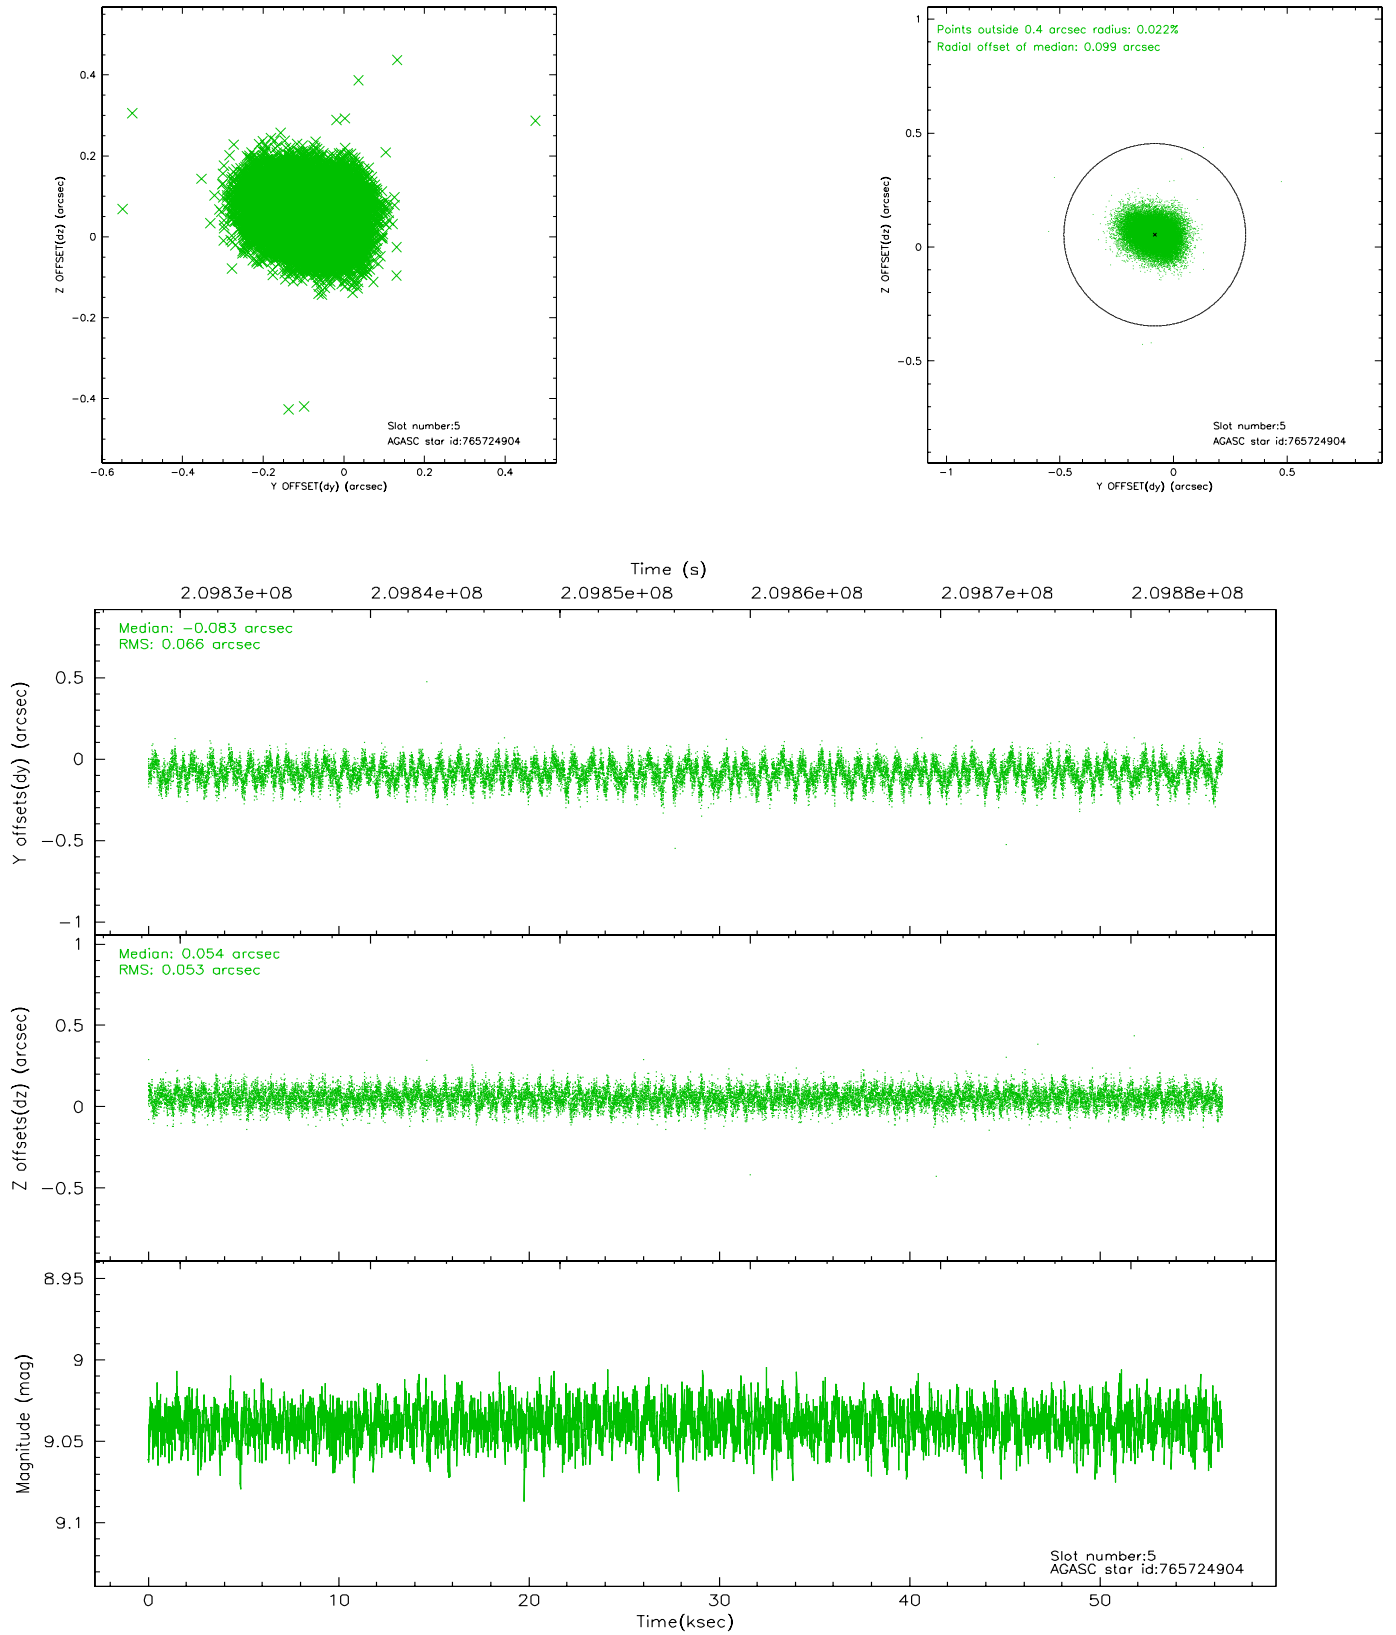 0.4
0.2
0
-0.2
-0.4
Z OFFSET(dz) (arcsec)
Slot number:5
AGASC star id:765724904
-0.6 -0.4 -0.2 0 0.2 0.4
Y OFFSET(dy) (arcsec)
Points outside 0.4 arcsec radius: 0.022%
Radial offset of median: 0.099 arcsec
1
0.5
0
-0.5
Z OFFSET(dz) (arcsec)
Slot number:5
AGASC star id:765724904
-1 -0.5 0 0.5
Y OFFSET(dy) (arcsec)
Time (s)
2.0983e+08 2.0984e+08 2.0985e+08 2.0986e+08 2.0987e+08 2.0988e+08
Median: -0.083 arcsec
RMS: 0.066 arcsec
0.5
0
-0.5
-1
Y offsets(dy) (arcsec)
Median: 0.054 arcsec
RMS: 0.053 arcsec
1
0.5
0
-0.5
Z offsets(dz) (arcsec)
8.95
9
9.05
9.1
Magnitude (mag)
Slot number:5
AGASC star id:765724904
0 10 20 30 40 50
Time(ksec)